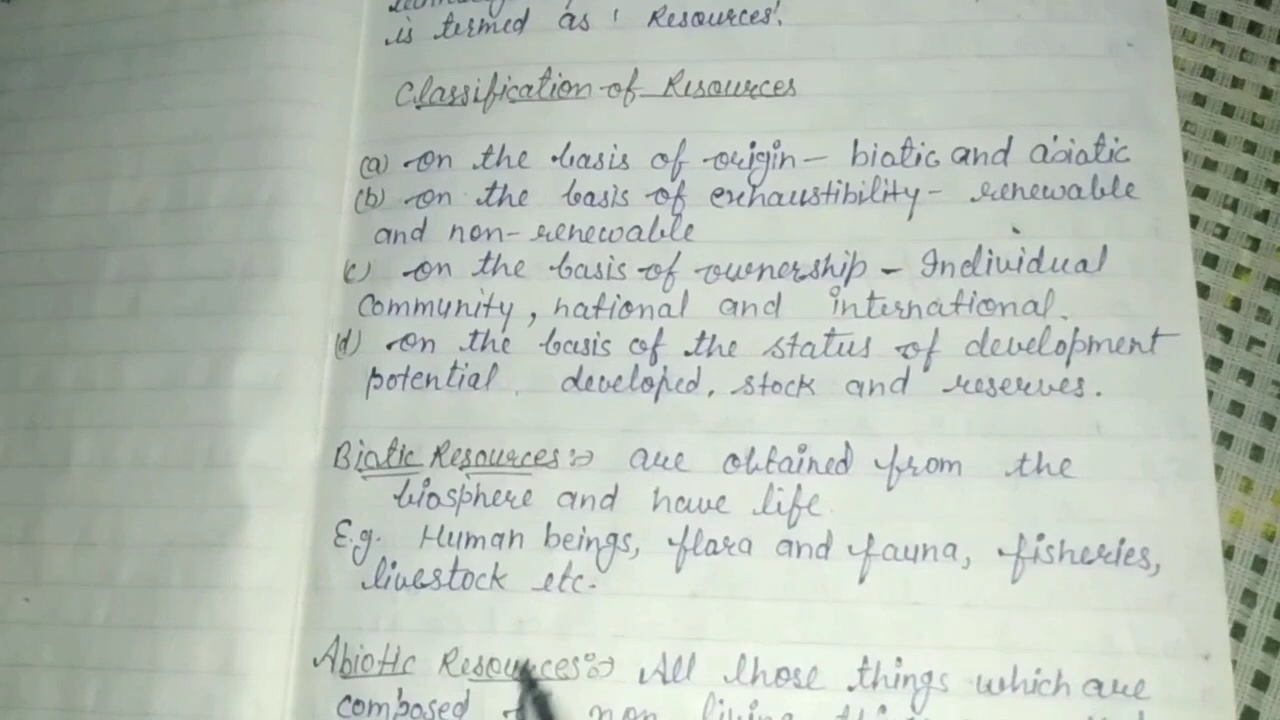 is termed as ' Resources'.
Classification of Resources
(a) on the basis of origin - biotic and abiotic
(b) on the basis of exhaustibility - renewable
and non-renewable
(c) on the basis of ownership - Individual
community, national and international.
(d) on the basis of the status of development
potential, developed, stock and reserves.
Biotic Resources:→ are obtained from the
biosphere and have life.
E.g. Human beings, flora and fauna, fisheries,
livestock etc.
Abiotic Resources:→ All those things which are
composed non living